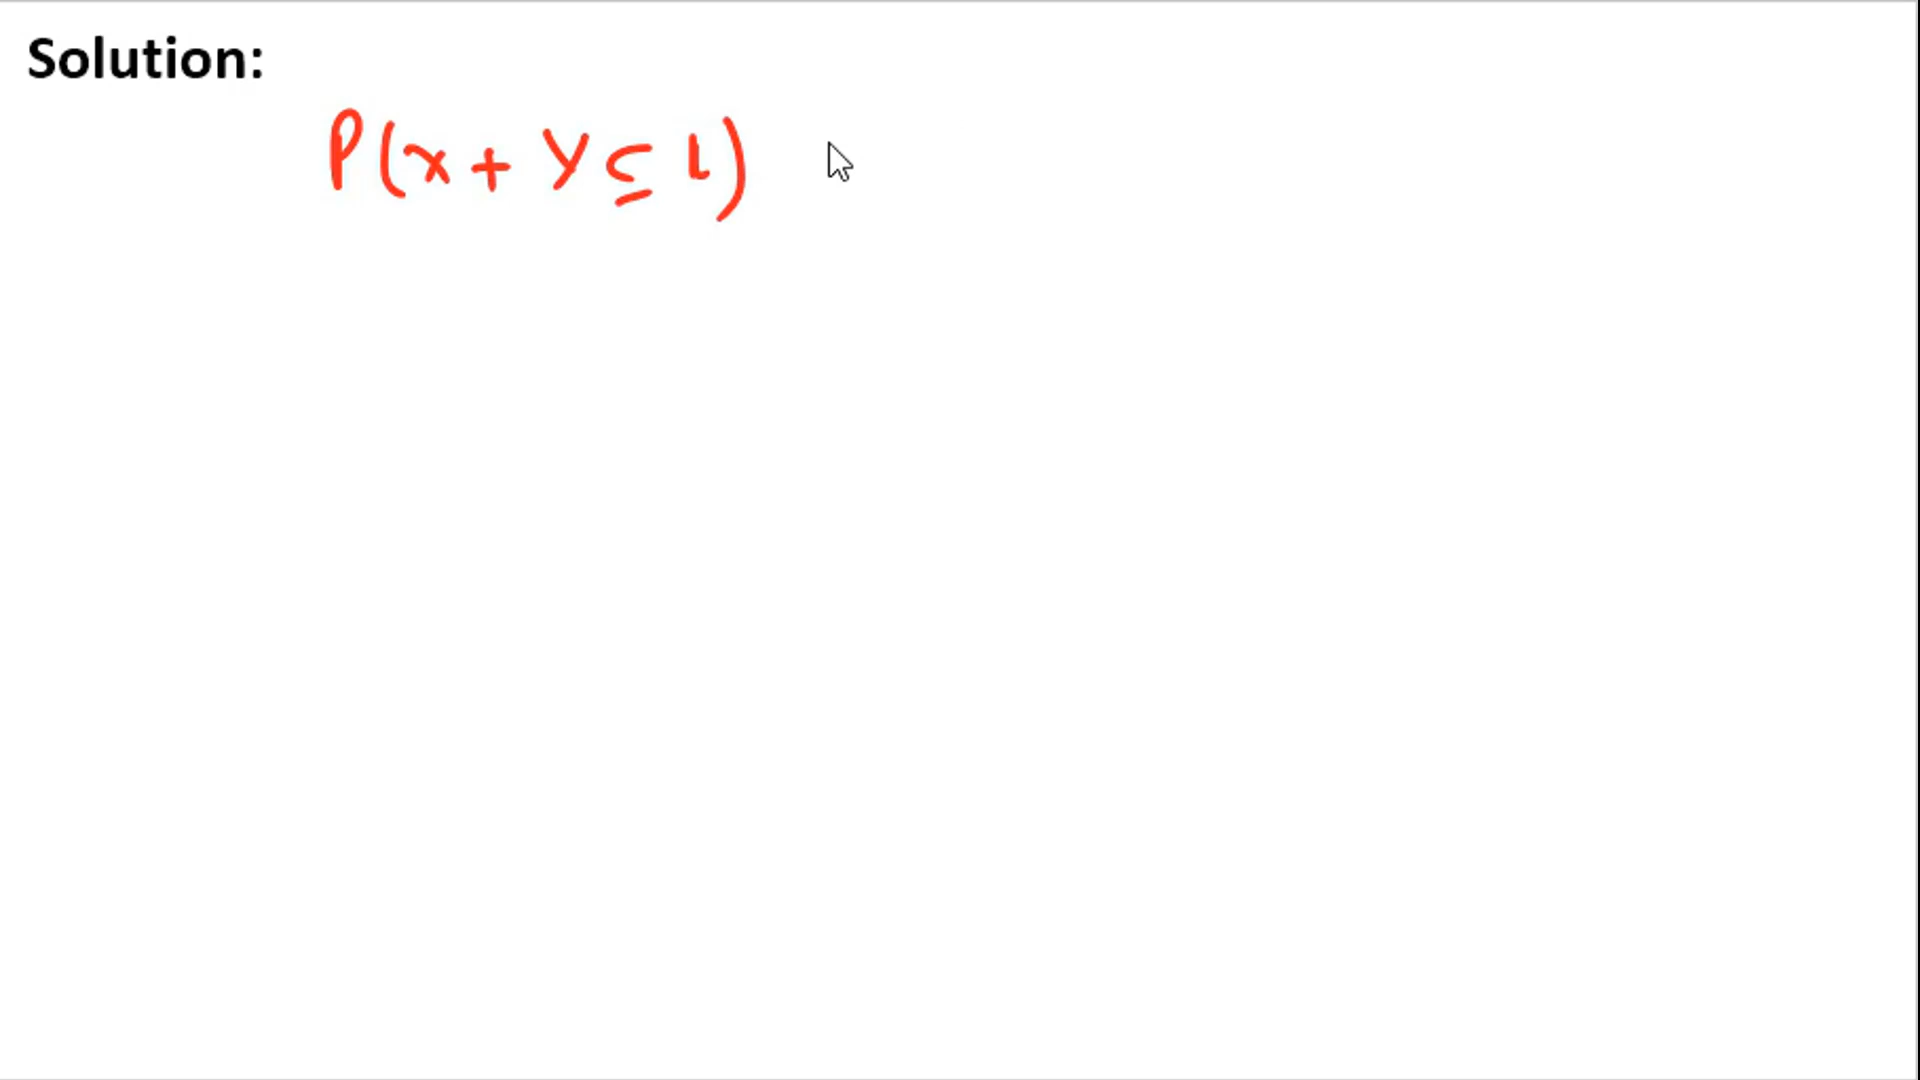 Solution:
P(x + y ≤ 1)